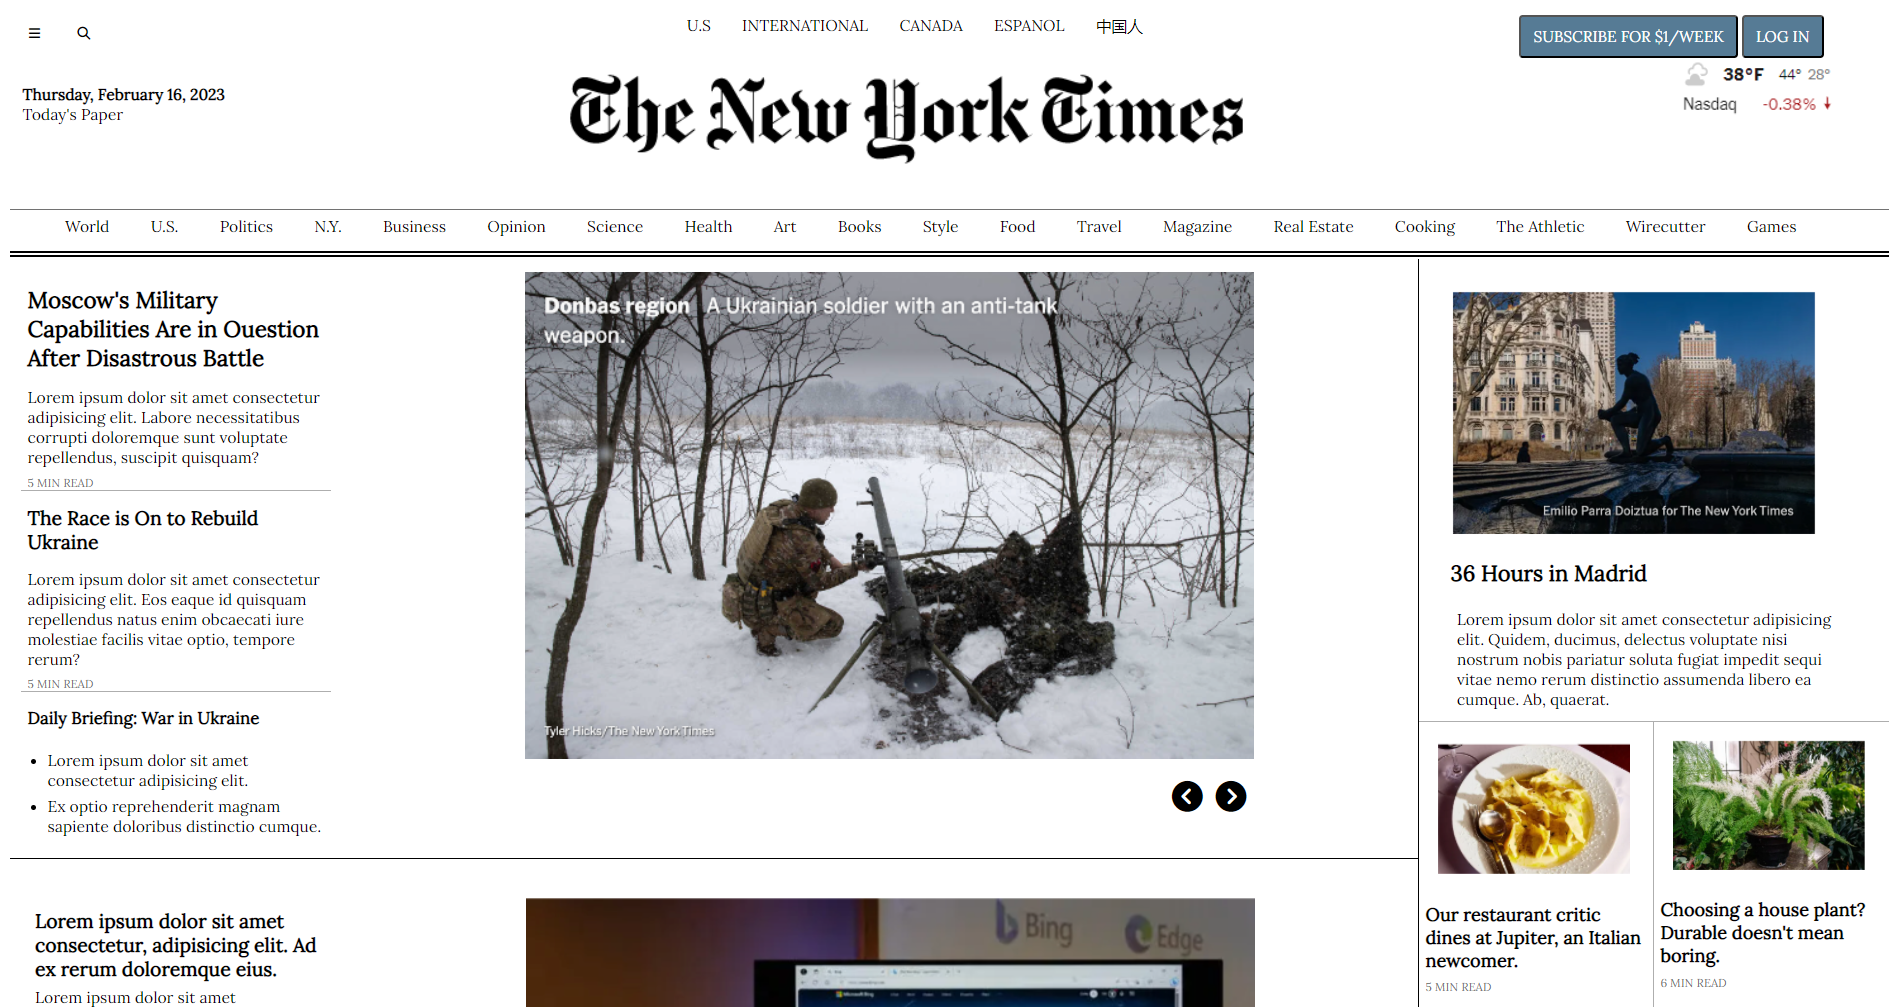 U.S INTERNATIONAL CANADA ESPANOL 中国人
SUBSCRIBE FOR $1/WEEK LOG IN
Thursday, February 16, 2023
Today's Paper
The New York Times
38°F 44° 28°
Nasdaq -0.38%
World U.S. Politics N.Y. Business Opinion Science Health Art Books Style Food Travel Magazine Real Estate Cooking The Athletic Wirecutter Games
Moscow's Military
Capabilities Are in Ouestion
After Disastrous Battle
Lorem ipsum dolor sit amet consectetur
adipisicing elit. Labore necessitatibus
corrupti doloremque sunt voluptate
repellendus, suscipit quisquam?
5 MIN READ
The Race is On to Rebuild
Ukraine
Lorem ipsum dolor sit amet consectetur
adipisicing elit. Eos eaque id quisquam
repellendus natus enim obcaecati iure
molestiae facilis vitae optio, tempore
rerum?
5 MIN READ
Daily Briefing: War in Ukraine
Lorem ipsum dolor sit amet
consectetur adipisicing elit.
Ex optio reprehenderit magnam
sapiente doloribus distinctio cumque.
Donbas region A Ukrainian soldier with an anti-tank
weapon.
Tyler Hicks/The New York Times
Emilio Parra Doiztua for The New York Times
36 Hours in Madrid
Lorem ipsum dolor sit amet consectetur adipisicing
elit. Quidem, ducimus, delectus voluptate nisi
nostrum nobis pariatur soluta fugiat impedit sequi
vitae nemo rerum distinctio assumenda libero ea
cumque. Ab, quaerat.
Our restaurant critic
dines at Jupiter, an Italian
newcomer.
5 MIN READ
Choosing a house plant?
Durable doesn't mean
boring.
6 MIN READ
Lorem ipsum dolor sit amet
consectetur, adipisicing elit. Ad
ex rerum doloremque eius.
Lorem ipsum dolor sit amet
Bing
Edge
Microsoft Bing